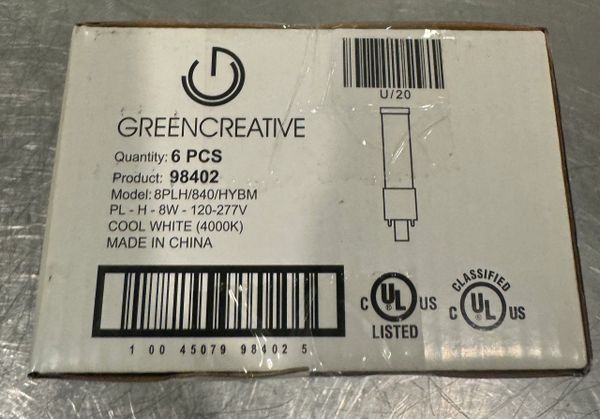 U/20
GREENCREATIVE
Quantity: 6 PCS
Product: 98402
Model: 8PLH/840/HYBM
PL - H - 8W - 120-277V
COOL WHITE (4000K)
MADE IN CHINA
1 00 45079 98402 5
C UL US
LISTED
CLASSIFIED
C UL US